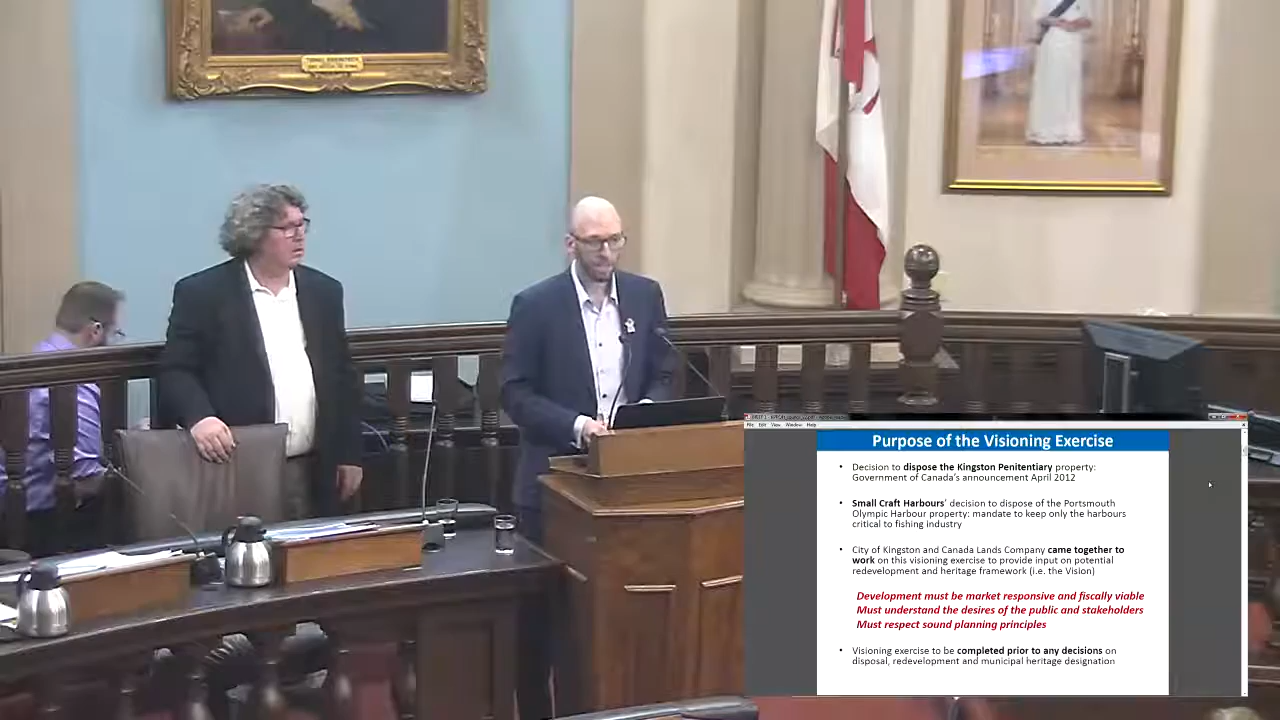 File Edit View Window Help
Purpose of the Visioning Exercise
• Decision to dispose the Kingston Penitentiary property:
Government of Canada's announcement April 2012
• Small Craft Harbours' decision to dispose of the Portsmouth
Olympic Harbour property: mandate to keep only the harbours
critical to fishing industry
• City of Kingston and Canada Lands Company came together to
work on this visioning exercise to provide input on potential
redevelopment and heritage framework (i.e. the Vision)
Development must be market responsive and fiscally viable
Must understand the desires of the public and stakeholders
Must respect sound planning principles
• Visioning exercise to be completed prior to any decisions on
disposal, redevelopment and municipal heritage designation